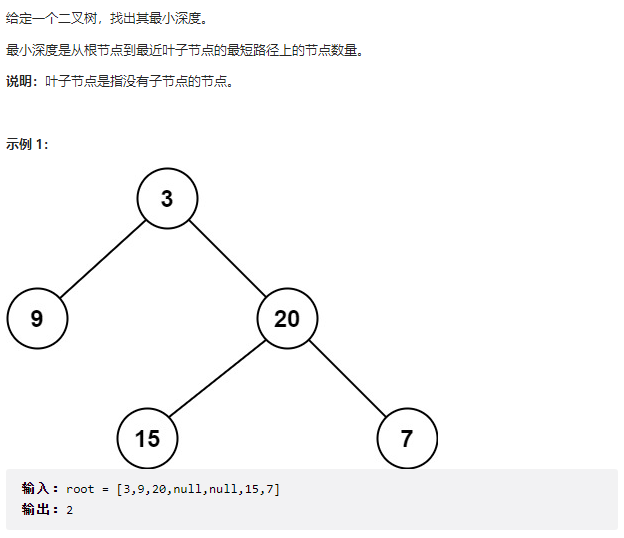 给定一个二叉树，找出其最小深度。
最小深度是从根节点到最近叶子节点的最短路径上的节点数量。
说明：叶子节点是指没有子节点的节点。
示例 1：
3
9
20
15
7
输入：root = [3,9,20,null,null,15,7]
输出：2